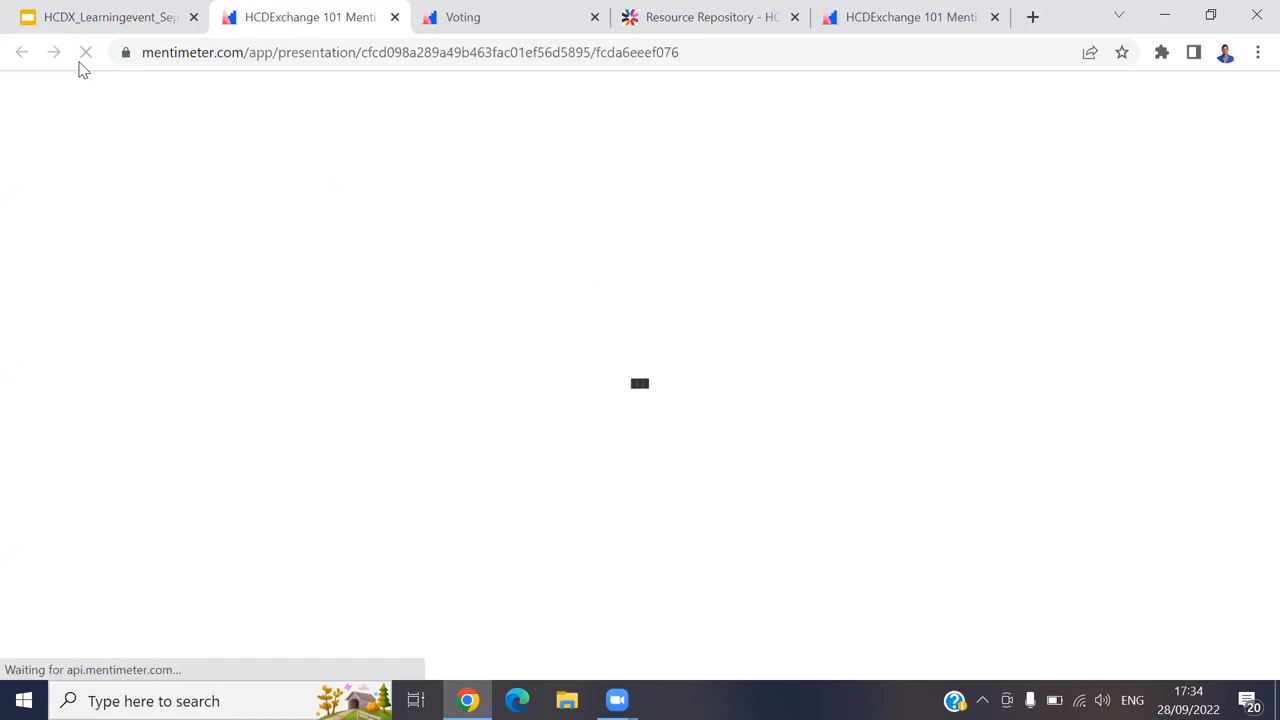 HCDX_Learningevent_Sep
HCDExchange 101 Menti
Voting
Resource Repository - HC
HCDExchange 101 Menti
mentimeter.com/app/presentation/cfcd098a289a49b463fac01ef56d5895/fcda6eeef076
Waiting for api.mentimeter.com...
Type here to search
ENG
17:34
28/09/2022
20